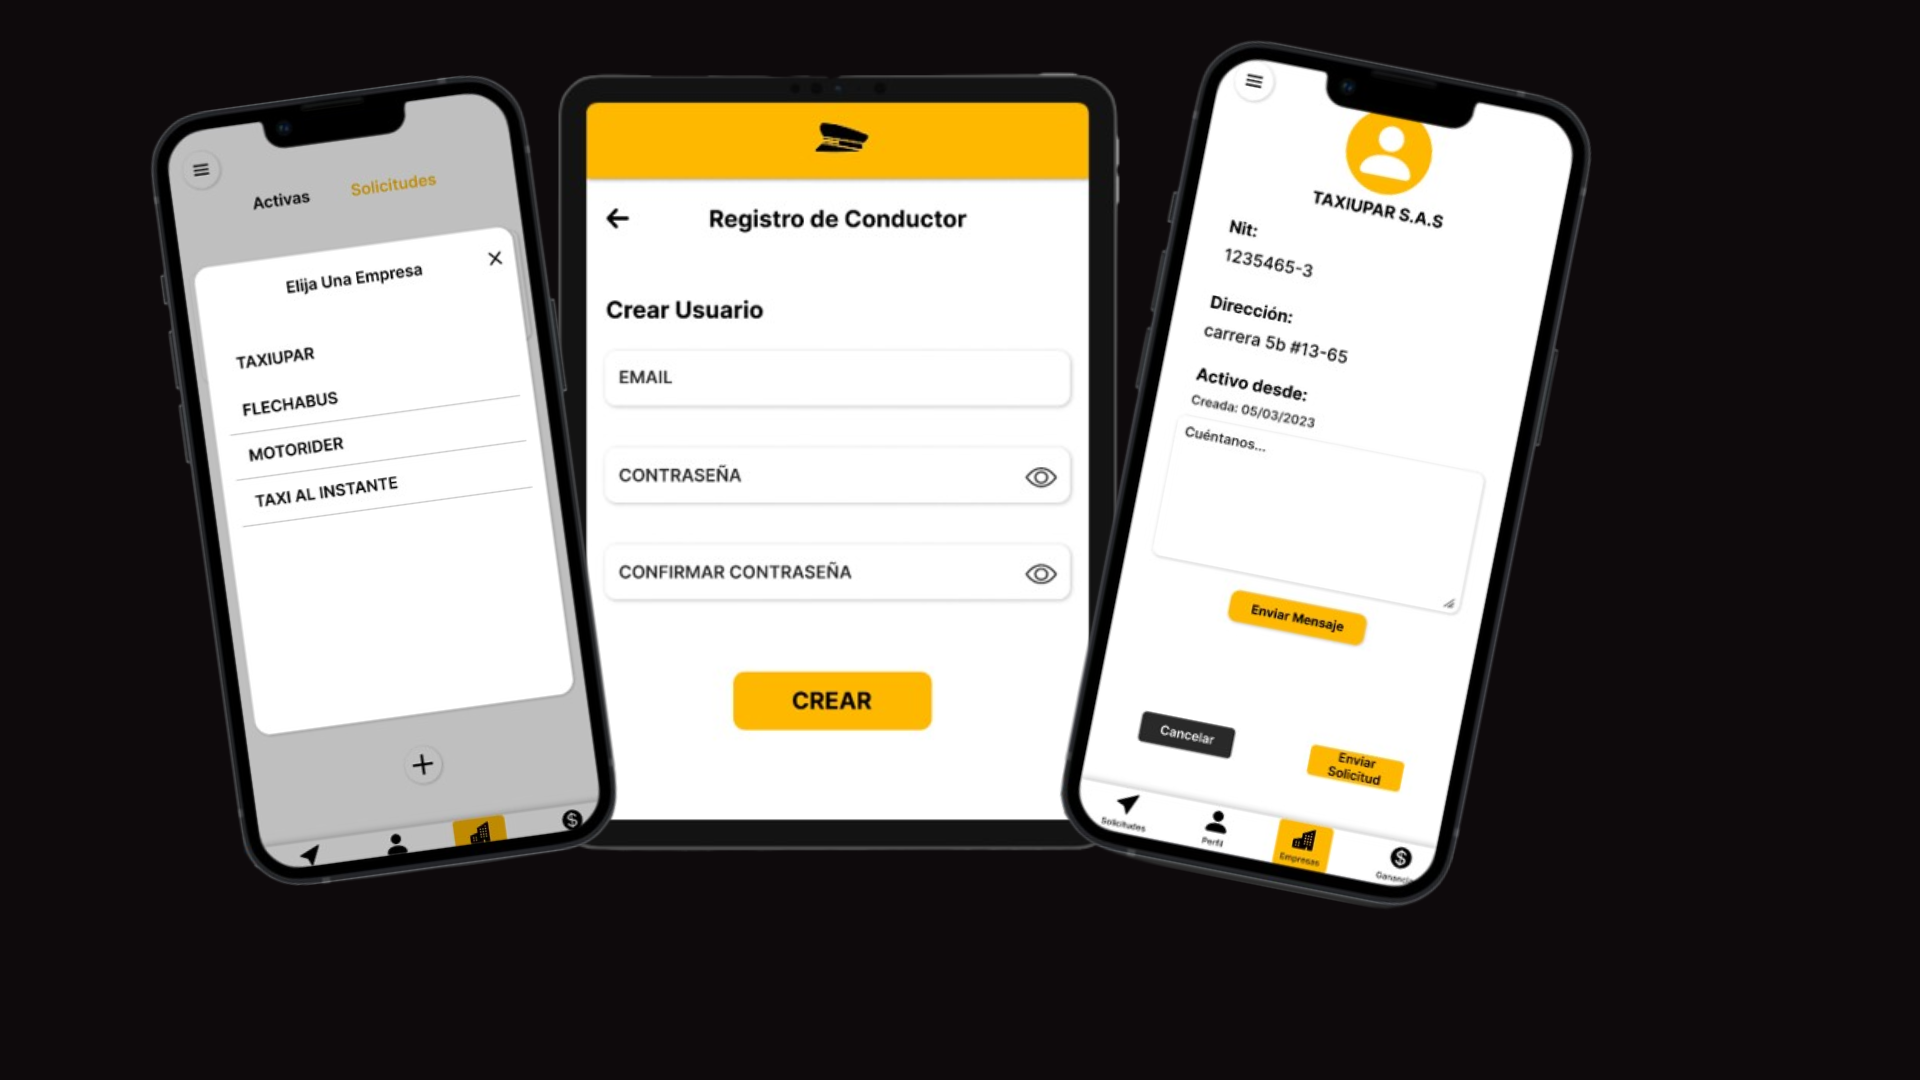 Activas
Solicitudes
Elija Una Empresa
TAXIUPAR
FLECHABUS
MOTORIDER
TAXI AL INSTANTE
Registro de Conductor
Crear Usuario
EMAIL
CONTRASEÑA
CONFIRMAR CONTRASEÑA
CREAR
TAXIUPAR S.A.S
Nit:
1235465-3
Dirección:
carrera 5b #13-65
Activo desde:
Creada: 05/03/2023
Cuéntanos...
Enviar Mensaje
Cancelar
Enviar
Solicitud
Solicitudes
Perfil
Empresas